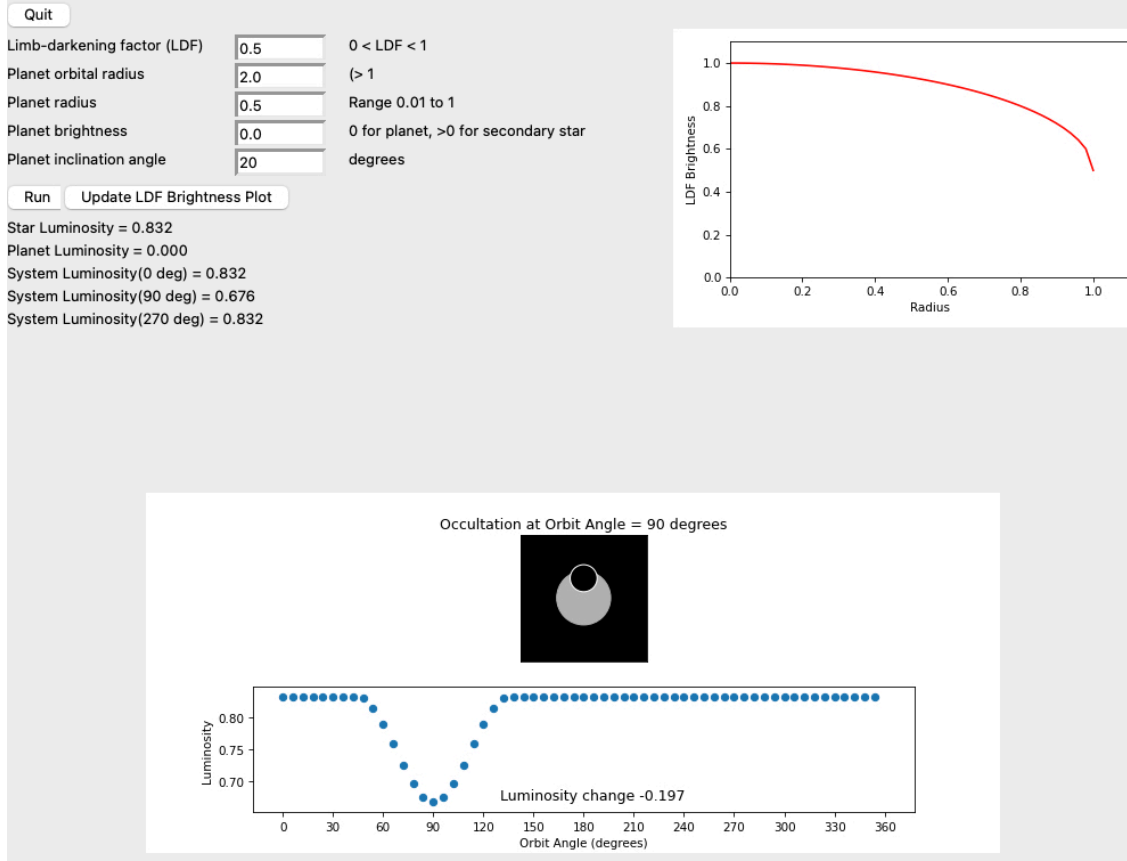 Quit
Limb-darkening factor (LDF) 0.5 0 < LDF < 1
Planet orbital radius 2.0 (> 1
Planet radius 0.5 Range 0.01 to 1
Planet brightness 0.0 0 for planet, >0 for secondary star
Planet inclination angle 20 degrees
Run Update LDF Brightness Plot
Star Luminosity = 0.832
Planet Luminosity = 0.000
System Luminosity(0 deg) = 0.832
System Luminosity(90 deg) = 0.676
System Luminosity(270 deg) = 0.832
LDF Brightness
1.0
0.8
0.6
0.4
0.2
0.0
0.0 0.2 0.4 0.6 0.8 1.0
Radius
Occultation at Orbit Angle = 90 degrees
Luminosity
0.80
0.75
0.70
Luminosity change -0.197
0 30 60 90 120 150 180 210 240 270 300 330 360
Orbit Angle (degrees)